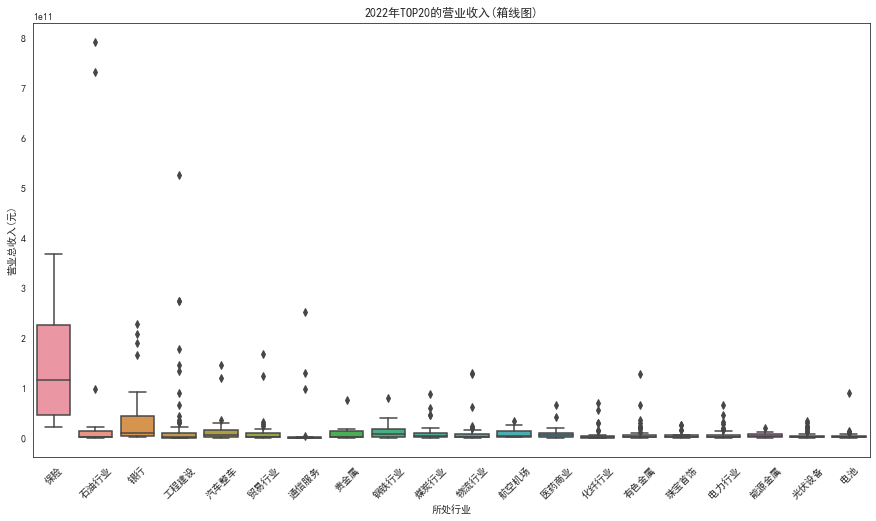 2022年TOP20的营业收入(箱线图)
1e11
8
7
6
5
4
3
2
1
0
营业总收入(元)
保险
石油行业
银行
工程建设
汽车整车
贸易行业
通信服务
贵金属
钢铁行业
煤炭行业
物流行业
航空机场
医药商业
化纤行业
有色金属
珠宝首饰
电力行业
能源金属
光伏设备
电池
所处行业